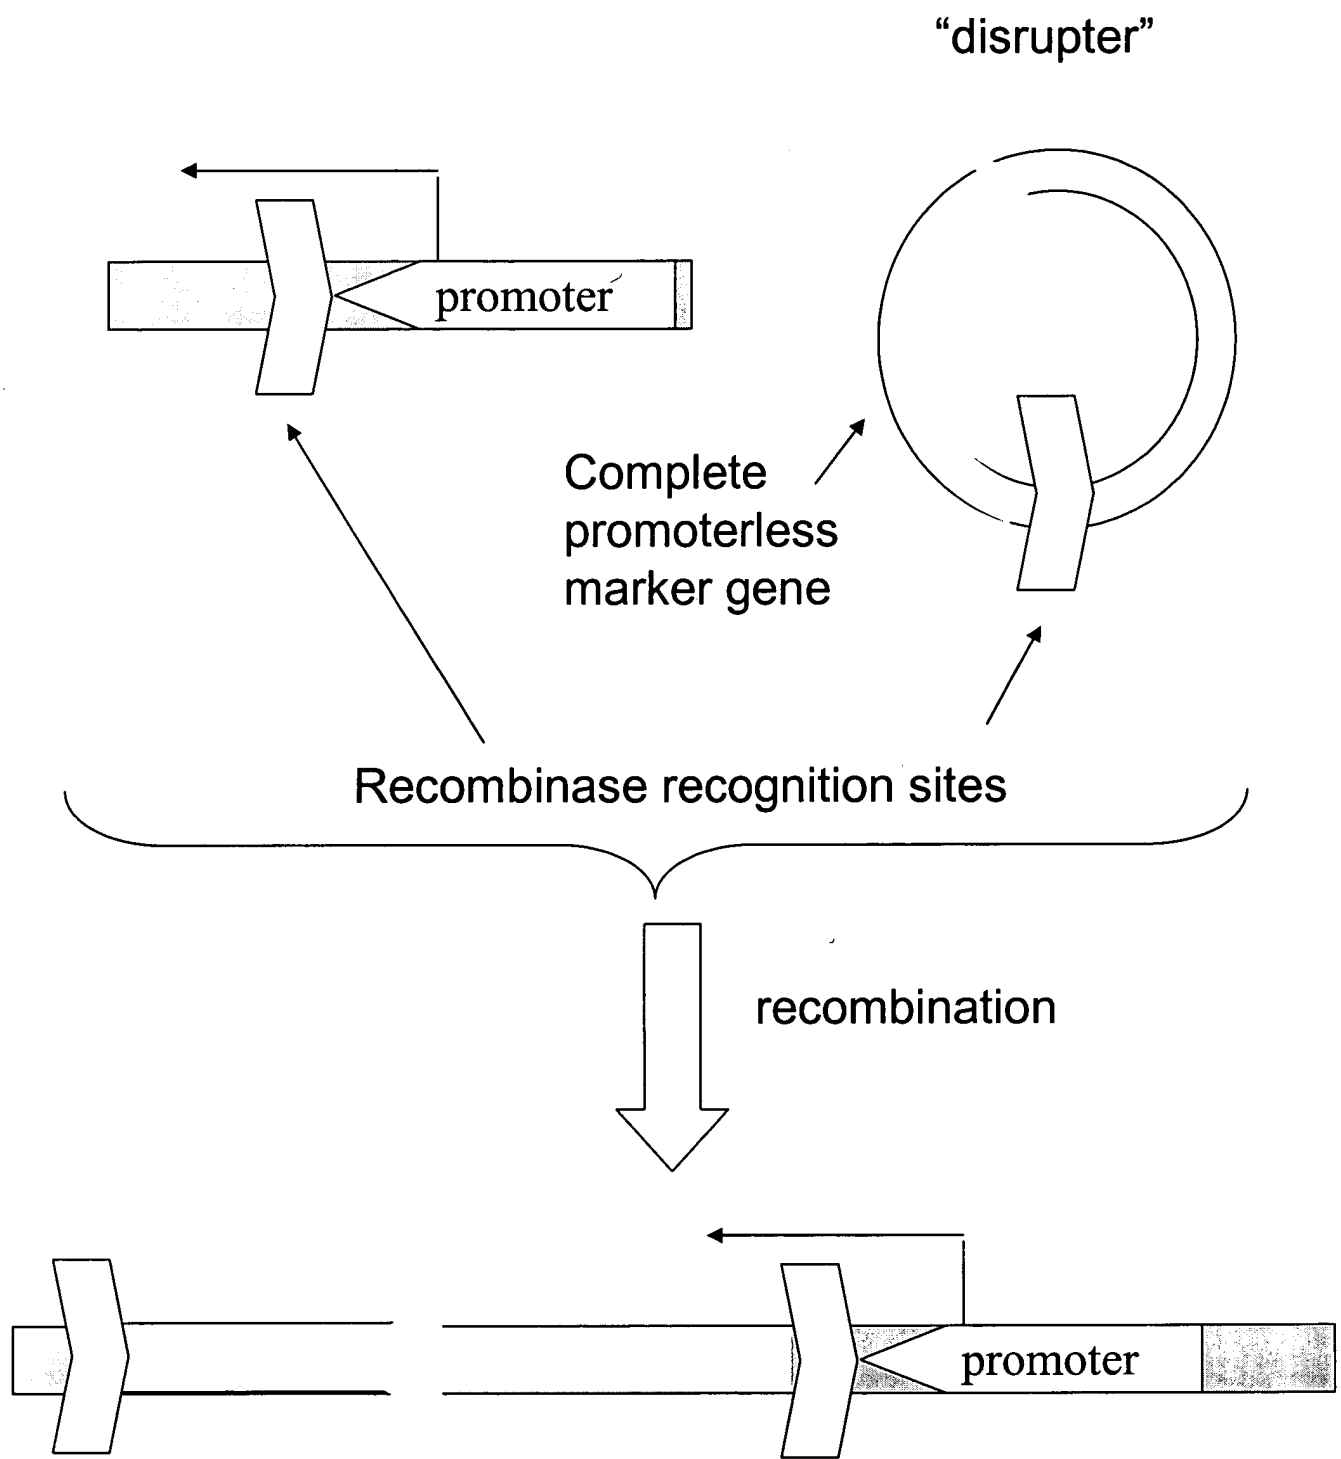 “disrupter”
promoter
Complete
promoterless
marker gene
Recombinase recognition sites
recombination
promoter